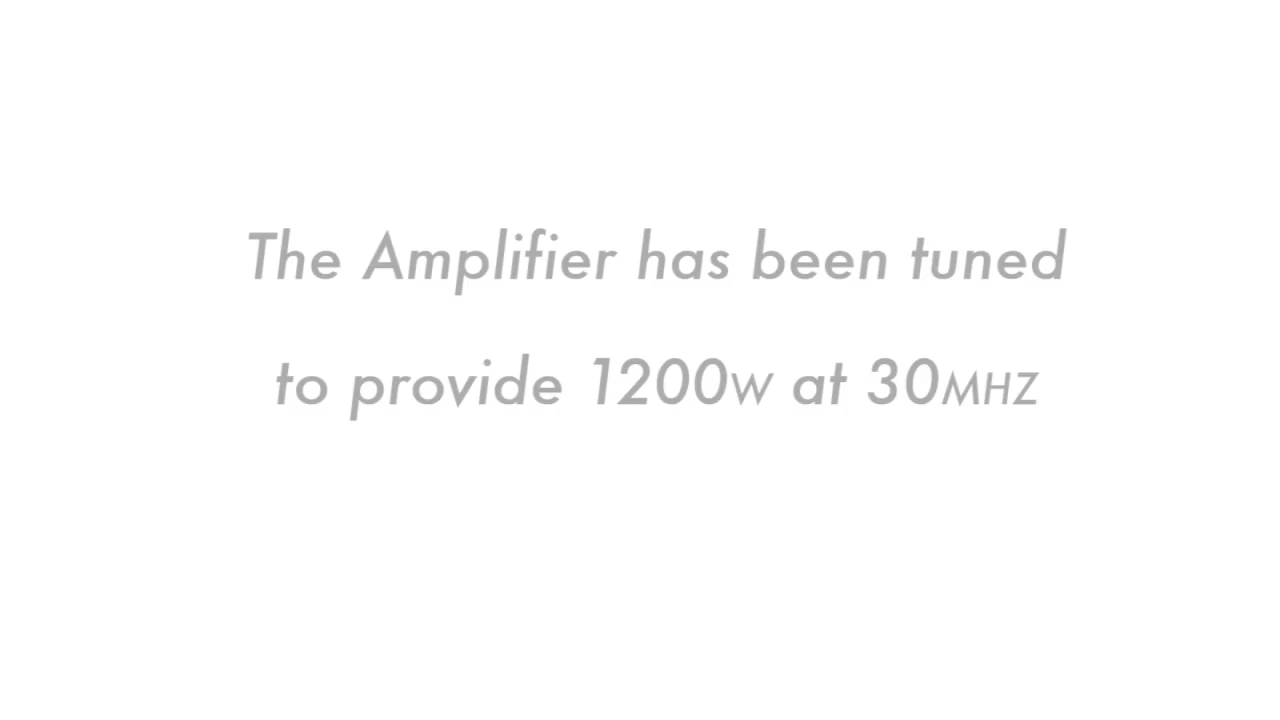 The Amplifier has been tuned
to provide 1200W at 30MHZ